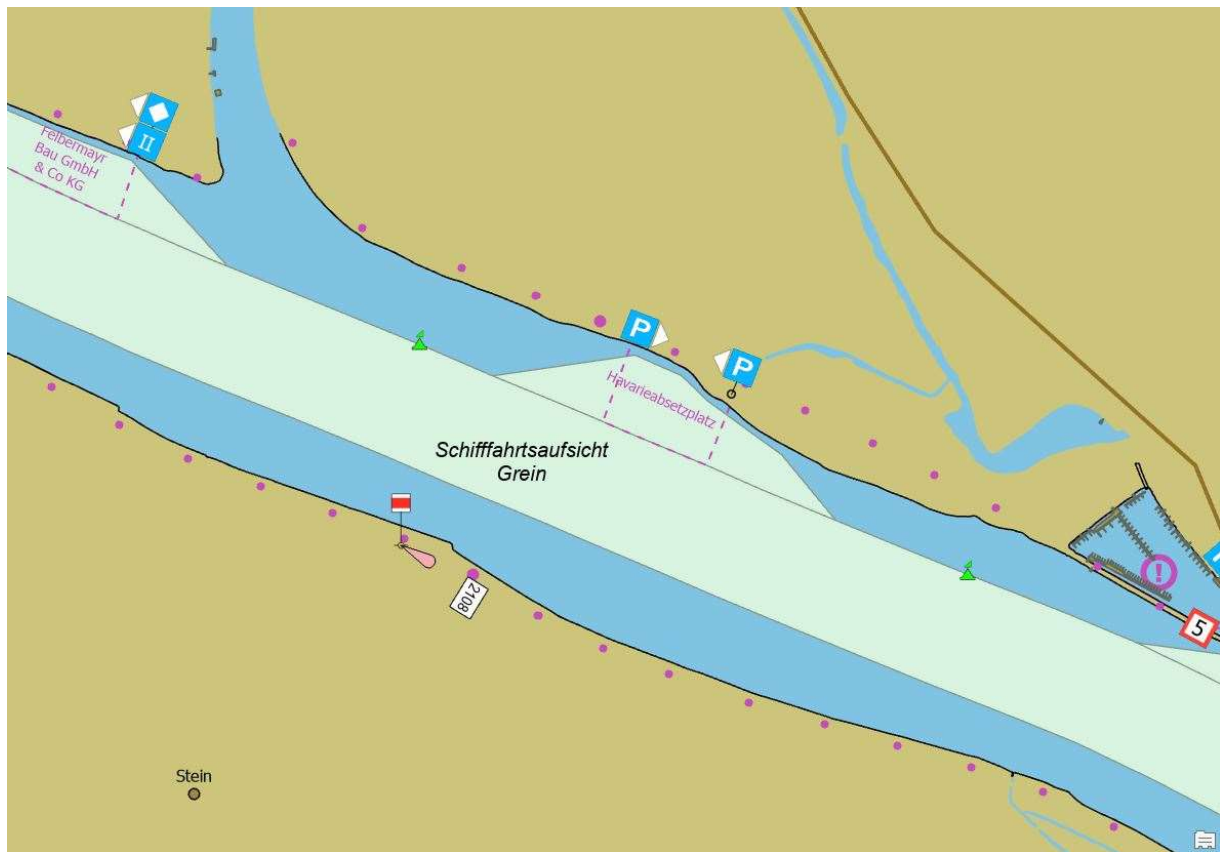 Felbermayr
Bau GmbH
& Co KG
II
P
P
Havarieabsetzplatz
Schifffahrtsaufsicht
Grein
2108
!
5
Stein